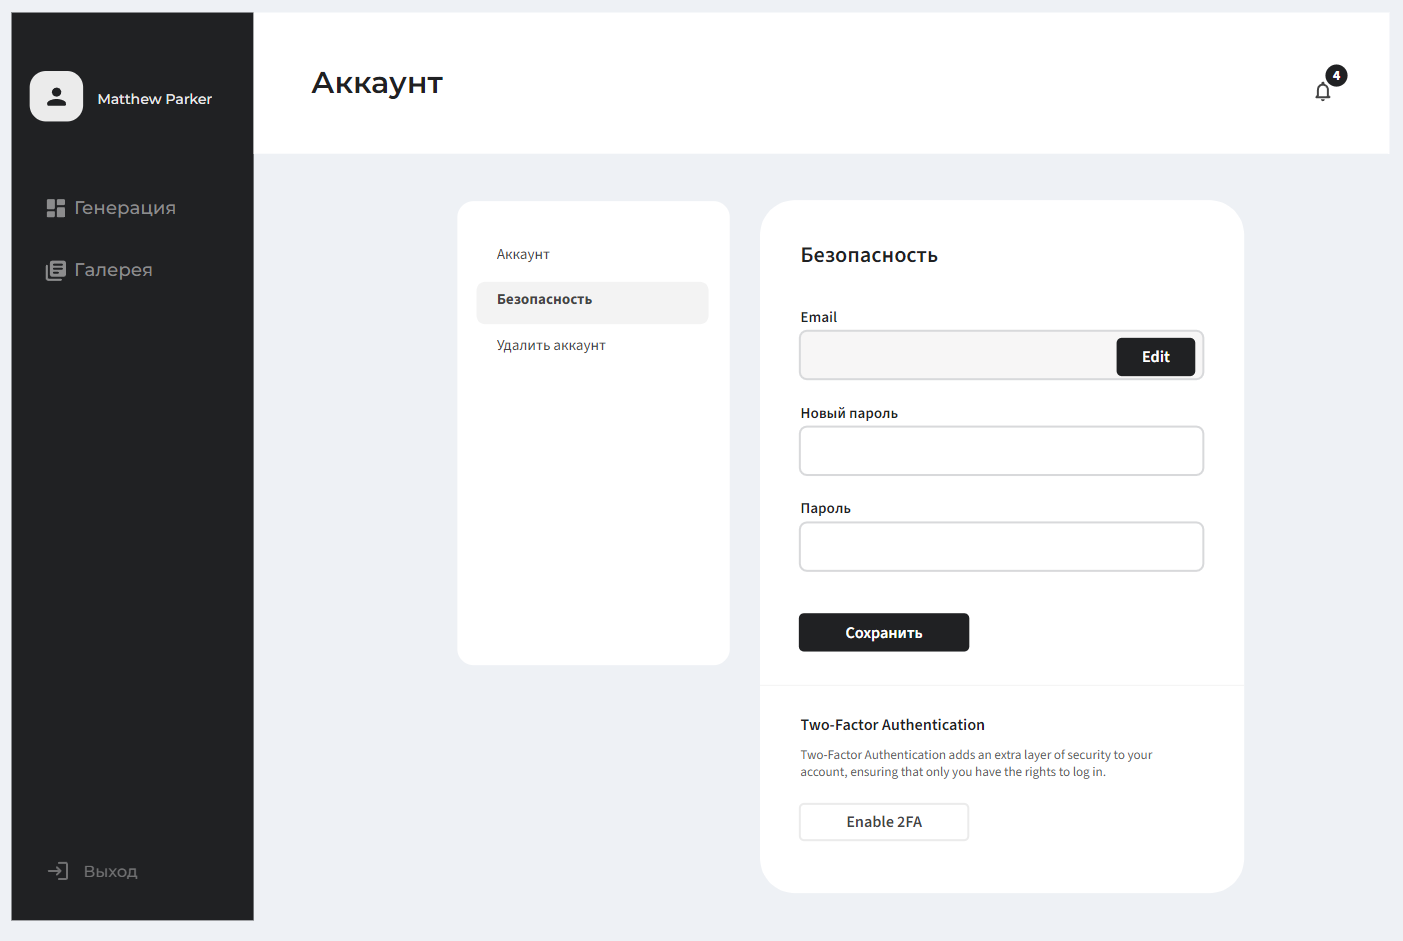 Matthew Parker
Генерация
Галерея
Выход
Аккаунт
4
Аккаунт
Безопасность
Удалить аккаунт
Безопасность
Email
Edit
Новый пароль
Пароль
Сохранить
Two-Factor Authentication
Two-Factor Authentication adds an extra layer of security to your
account, ensuring that only you have the rights to log in.
Enable 2FA